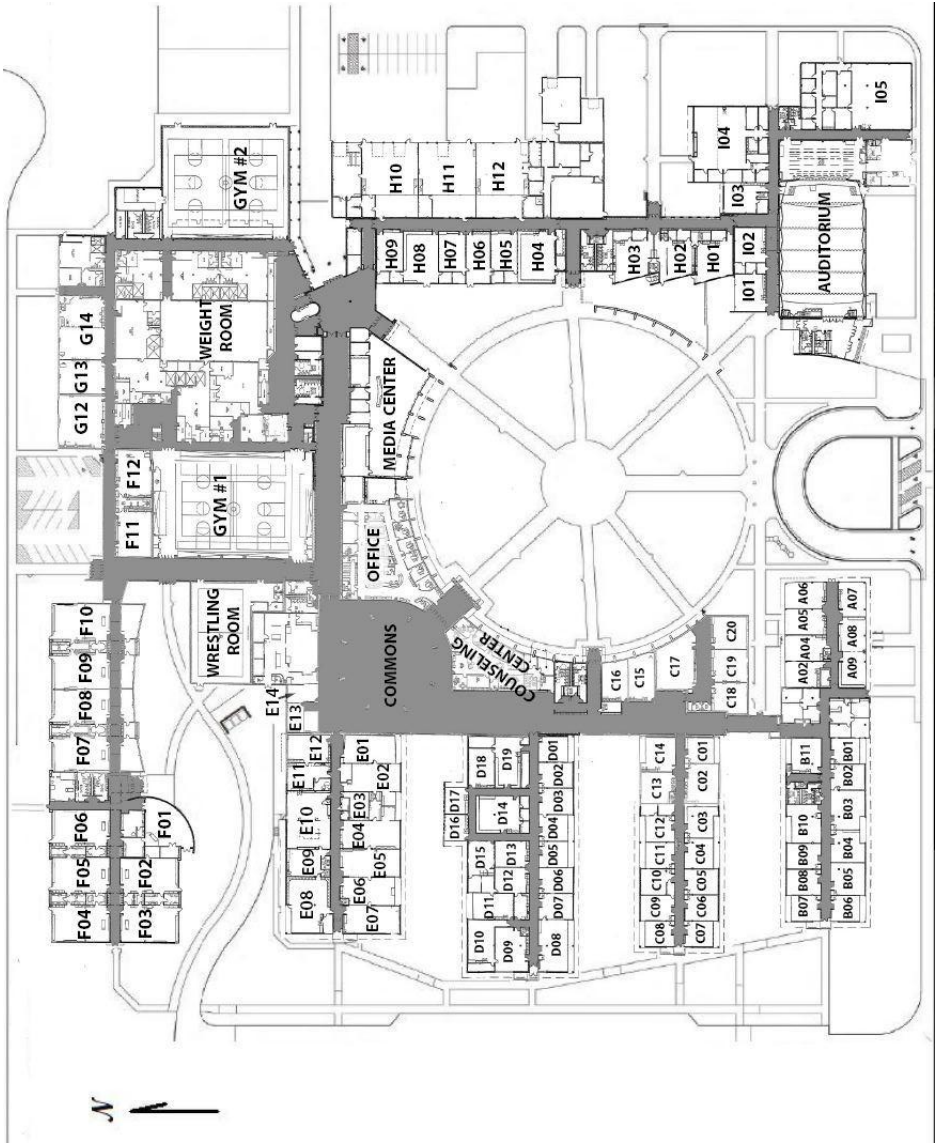 GYM #2
G14
G13
G12
WEIGHT
ROOM
F12
F11
GYM #1
F10
F09
F08
F07
F06
F05
F04
F01
F02
F03
WRESTLING
ROOM
H10
H11
H12
H09
H08
H07
H06
H05
H04
H03
H02
H01
I01
I02
I03
I04
I05
AUDITORIUM
MEDIA CENTER
OFFICE
COMMONS
COUNSELING
CENTER
E14
E13
E12
E11
E10
E09
E08
E01
E02
E03
E04
E05
E06
E07
D19
D18
D17
D16
D14
D15
D13
D12
D11
D10
D09
D01
D02
D03
D04
D05
D06
D07
D08
C20
C19
C18
C17
C16
C15
C14
C13
C12
C11
C10
C09
C08
C01
C02
C03
C04
C05
C06
C07
A06
A05
A04
A02
A07
A08
A09
B11
B10
B09
B08
B07
B01
B02
B03
B04
B05
B06
N